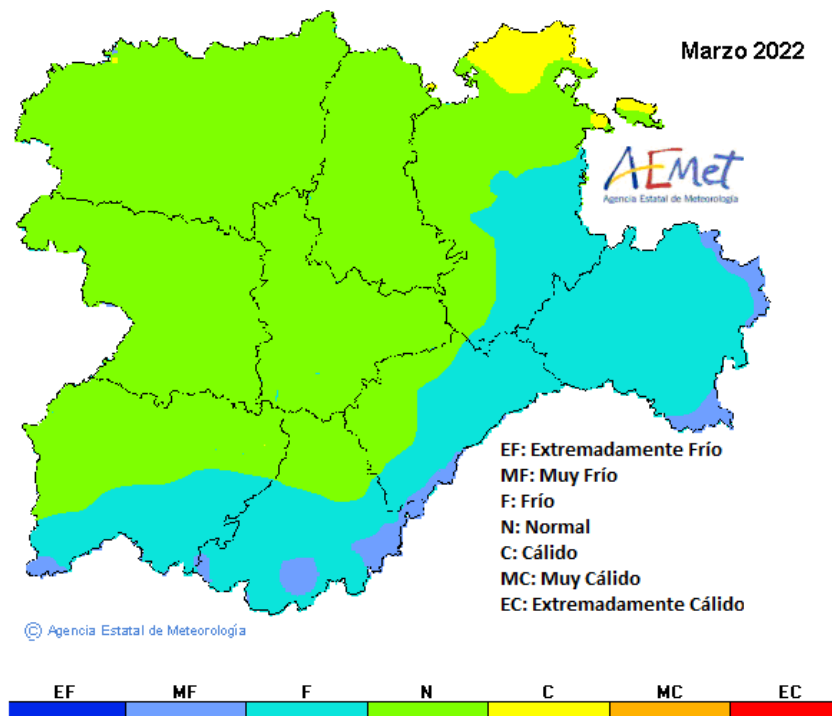 Marzo 2022
AEMet
Agencia Estatal de Meteorología
EF: Extremadamente Frío
MF: Muy Frío
F: Frío
N: Normal
C: Cálido
MC: Muy Cálido
EC: Extremadamente Cálido
© Agencia Estatal de Meteorología
EF MF F N C MC EC